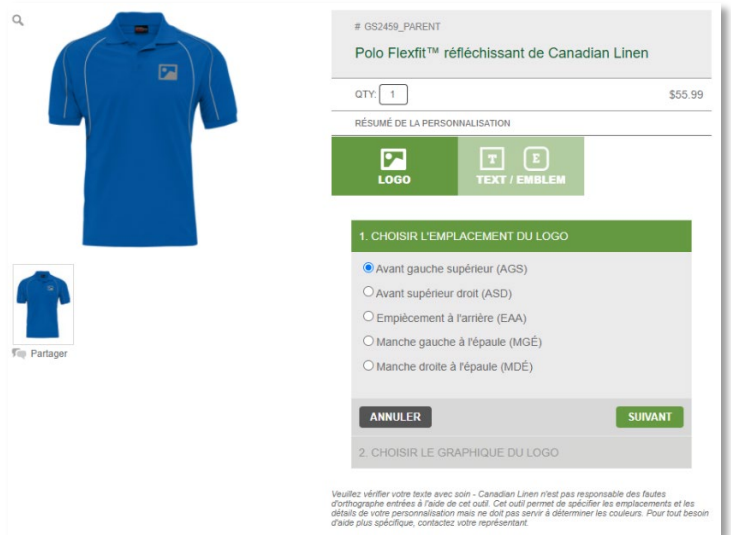 # GS2459_PARENT
Polo Flexfit™ réfléchissant de Canadian Linen
QTY: 1 $55.99
RÉSUMÉ DE LA PERSONNALISATION
LOGO
T E
TEXT / EMBLEM
1. CHOISIR L'EMPLACEMENT DU LOGO
Avant gauche supérieur (AGS)
Avant supérieur droit (ASD)
Empiècement à l'arrière (EAA)
Manche gauche à l'épaule (MGÉ)
Manche droite à l'épaule (MDÉ)
Partager
ANNULER SUIVANT
2. CHOISIR LE GRAPHIQUE DU LOGO
Veuillez vérifier votre texte avec soin - Canadian Linen n'est pas responsable des fautes
d'orthographe entrées à l'aide de cet outil. Cet outil permet de spécifier les emplacements et les
détails de votre personnalisation mais ne doit pas servir à déterminer les couleurs. Pour tout besoin
d'aide plus spécifique, contactez votre représentant.